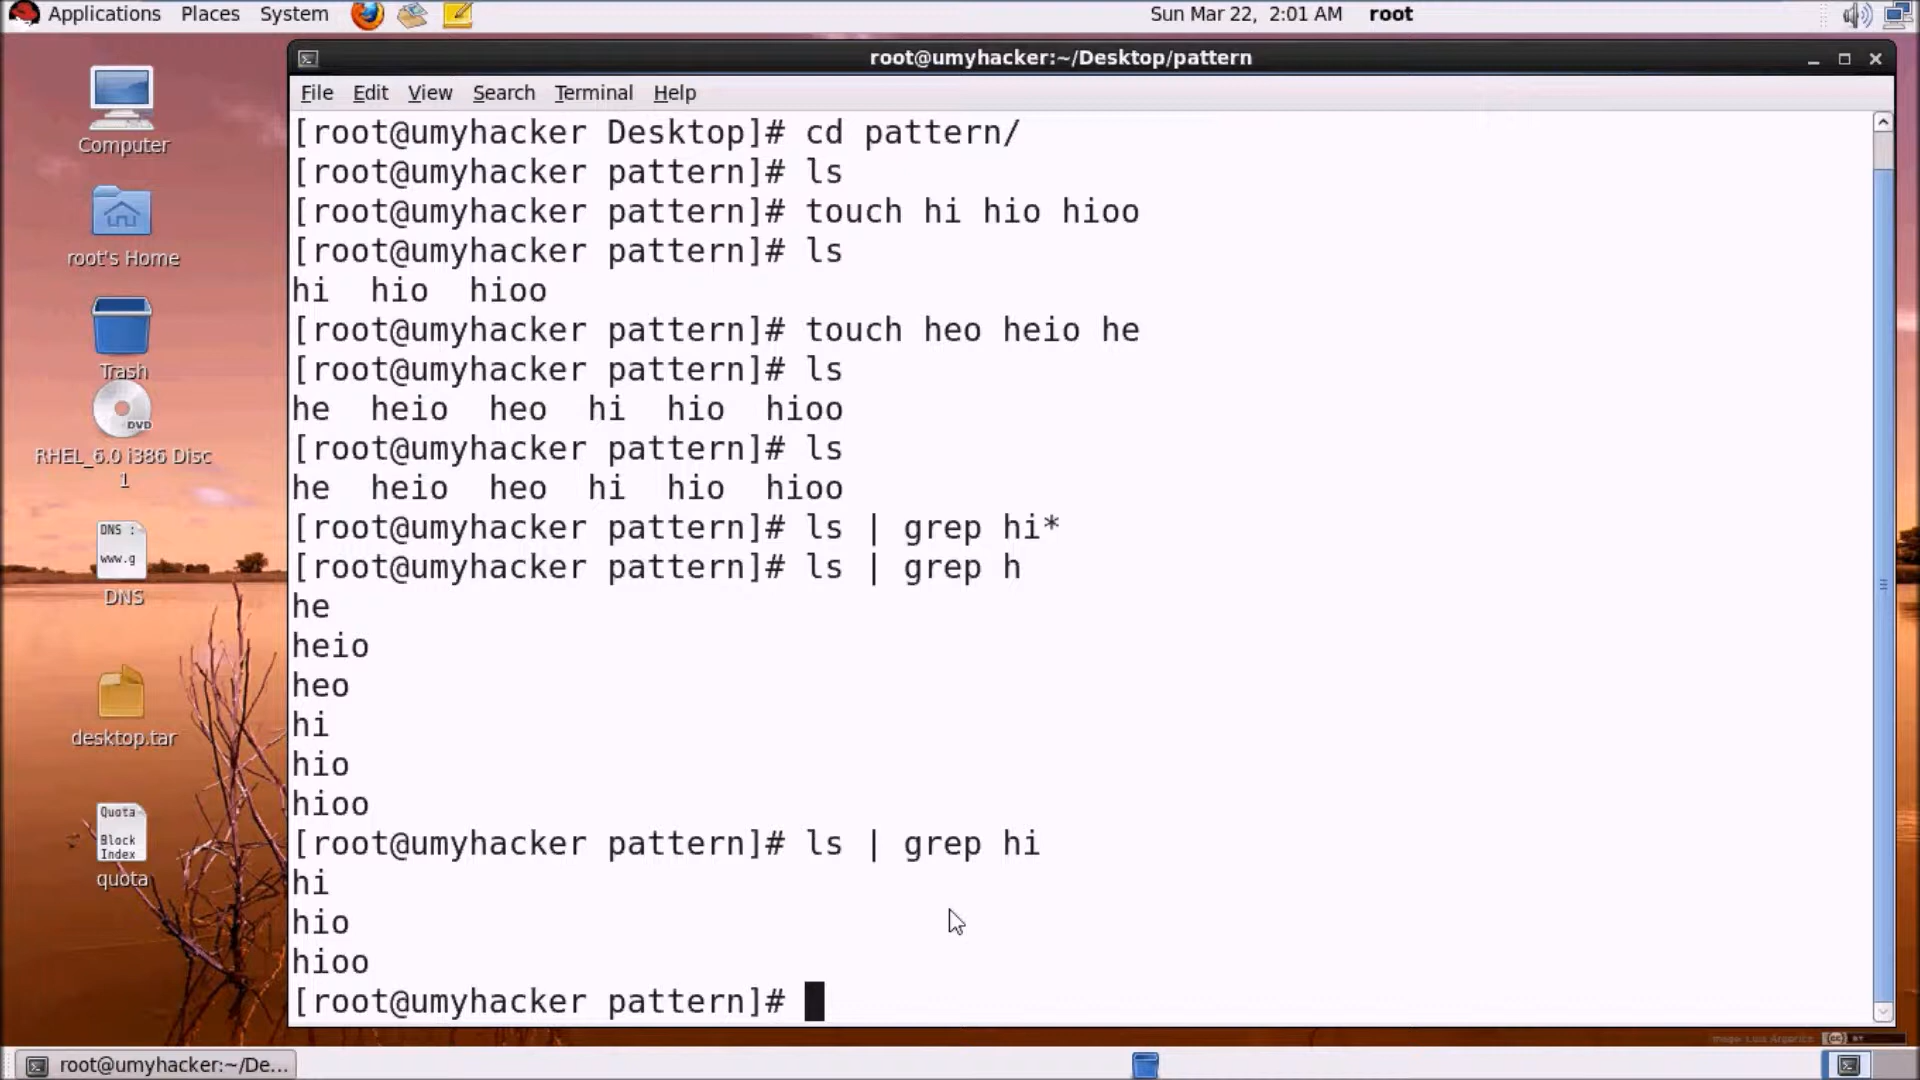 Applications Places System
Sun Mar 22, 2:01 AM root
root@umyhacker:~/Desktop/pattern
File Edit View Search Terminal Help
[root@umyhacker Desktop]# cd pattern/
[root@umyhacker pattern]# ls
[root@umyhacker pattern]# touch hi hio hioo
[root@umyhacker pattern]# ls
hi  hio  hioo
[root@umyhacker pattern]# touch heo heio he
[root@umyhacker pattern]# ls
he  heio  heo  hi  hio  hioo
[root@umyhacker pattern]# ls
he  heio  heo  hi  hio  hioo
[root@umyhacker pattern]# ls | grep hi*
[root@umyhacker pattern]# ls | grep h
he
heio
heo
hi
hio
hioo
[root@umyhacker pattern]# ls | grep hi
hi
hio
hioo
[root@umyhacker pattern]#
Computer
root's Home
Trash
DVD
RHEL_6.0 i386 Disc
1
DNS :
www.g
DNS
desktop.tar
Quota
Block
Index
quota
root@umyhacker:~/De...